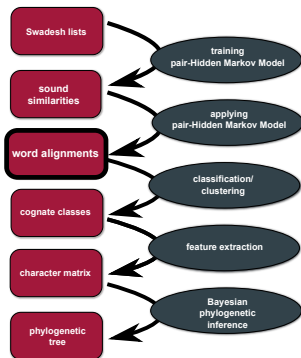 Swadesh lists
training
pair-Hidden Markov Model
sound
similarities
applying
pair-Hidden Markov Model
word alignments
classification/
clustering
cognate classes
feature extraction
character matrix
Bayesian
phylogenetic
inference
phylogenetic
tree